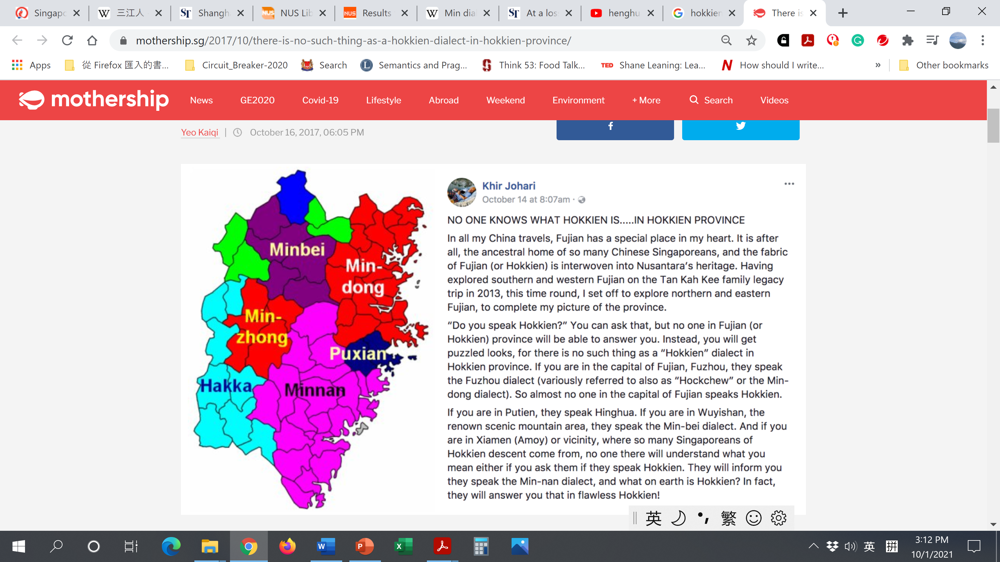 Singapo
三江人
Shangh
NUS Lib
Results
Min dial
At a los
henghu
hokkien
There is
mothership.sg/2017/10/there-is-no-such-thing-as-a-hokkien-dialect-in-hokkien-province/
Apps
從 Firefox 匯入的書...
Circuit_Breaker-2020
Search
Semantics and Prag...
Think 53: Food Talk...
TED
Shane Leaning: Lea...
How should I write...
»
Other bookmarks
mothership
News
GE2020
Covid-19
Lifestyle
Abroad
Weekend
Environment
+ More
Search
Videos
Yeo Kaiqi | October 16, 2017, 06:05 PM
Minbei
Min-
dong
Min-
zhong
Puxian
Hakka
Minnan
Khir Johari
October 14 at 8:07am ·
NO ONE KNOWS WHAT HOKKIEN IS.....IN HOKKIEN PROVINCE
In all my China travels, Fujian has a special place in my heart. It is after
all, the ancestral home of so many Chinese Singaporeans, and the fabric
of Fujian (or Hokkien) is interwoven into Nusantara's heritage. Having
explored southern and western Fujian on the Tan Kah Kee family legacy
trip in 2013, this time round, I set off to explore northern and eastern
Fujian, to complete my picture of the province.
“Do you speak Hokkien?” You can ask that, but no one in Fujian (or
Hokkien) province will be able to answer you. Instead, you will get
puzzled looks, for there is no such thing as a “Hokkien” dialect in
Hokkien province. If you are in the capital of Fujian, Fuzhou, they speak
the Fuzhou dialect (variously referred to also as “Hockchew” or the Min-
dong dialect). So almost no one in the capital of Fujian speaks Hokkien.
If you are in Putien, they speak Hinghua. If you are in Wuyishan, the
renown scenic mountain area, they speak the Min-bei dialect. And if you
are in Xiamen (Amoy) or vicinity, where so many Singaporeans of
Hokkien descent come from, no one there will understand what you
mean either if you ask them if they speak Hokkien. They will inform you
they speak the Min-nan dialect, and what on earth is Hokkien? In fact,
they will answer you that in flawless Hokkien!
英 繁
英 拼
3:12 PM
10/1/2021